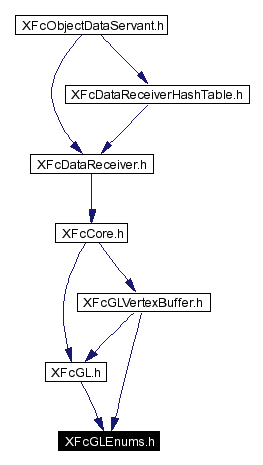 XFcObjectDataServant.h
XFcDataReceiverHashTable.h
XFcDataReceiver.h
XFcCore.h
XFcGLVertexBuffer.h
XFcGL.h
XFcGLEnums.h